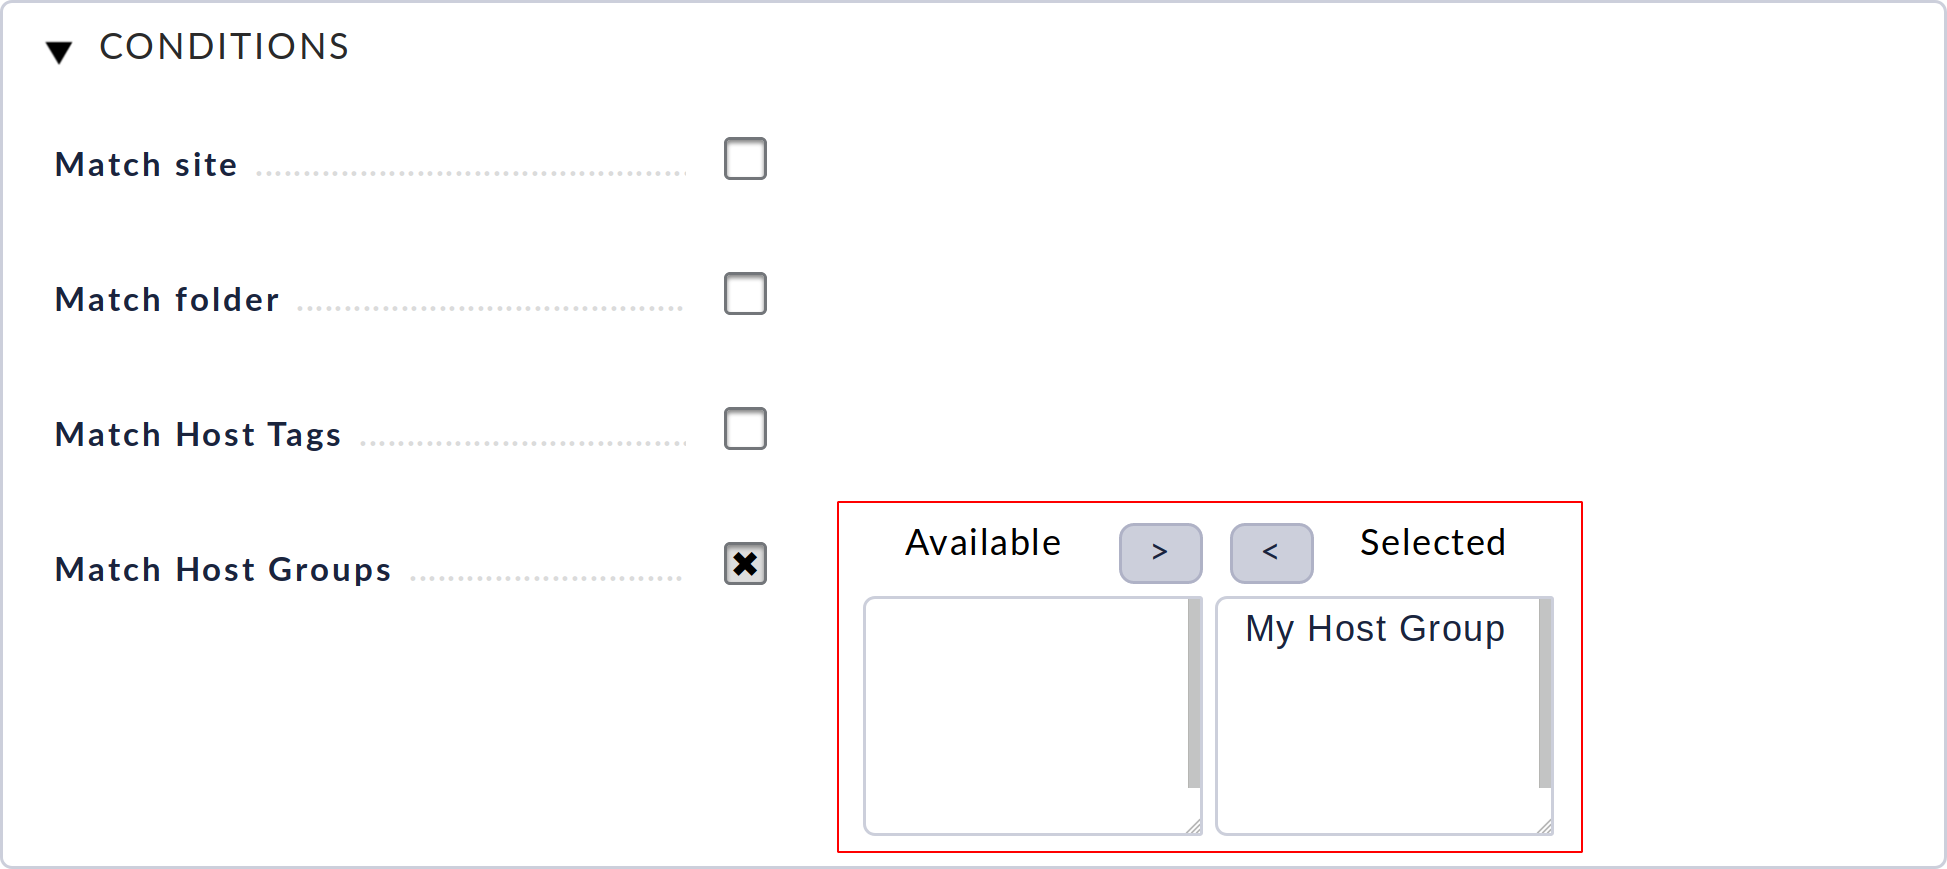 CONDITIONS
Match site
Match folder
Match Host Tags
Match Host Groups
Available > < Selected
My Host Group